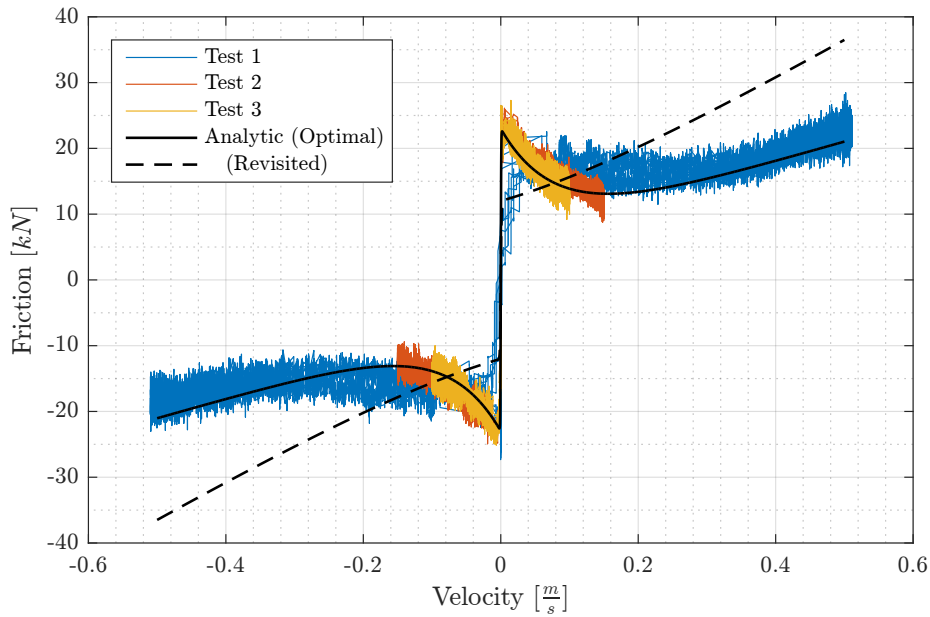 40
30
20
10
0
-10
-20
-30
-40
Friction [kN]
Test 1
Test 2
Test 3
Analytic (Optimal)
(Revisited)
-0.6 -0.4 -0.2 0 0.2 0.4 0.6
Velocity [m/s]